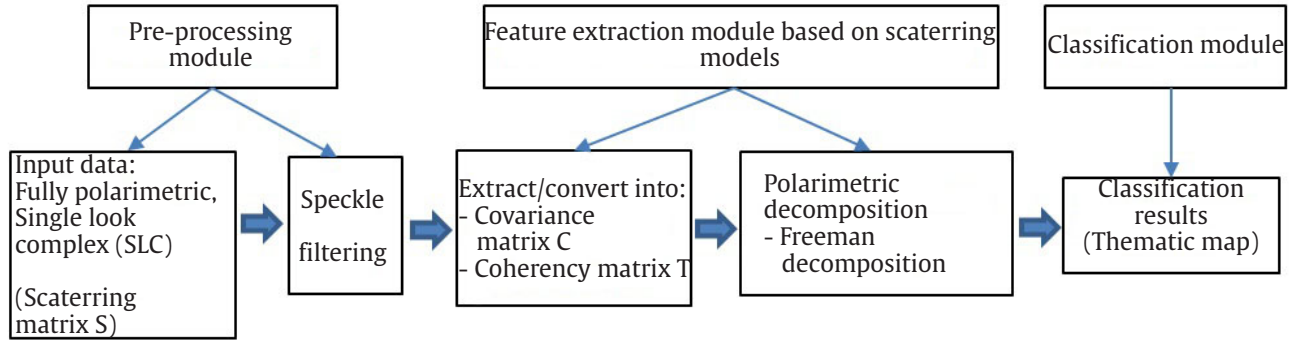 Pre-processing
module
Feature extraction module based on scaterring
models
Classification module
Input data:
Fully polarimetric,
Single look
complex (SLC)
(Scaterring
matrix S)
Speckle
filtering
Extract/convert into:
- Covariance
matrix C
- Coherency matrix T
Polarimetric
decomposition
- Freeman
decomposition
Classification
results
(Thematic map)